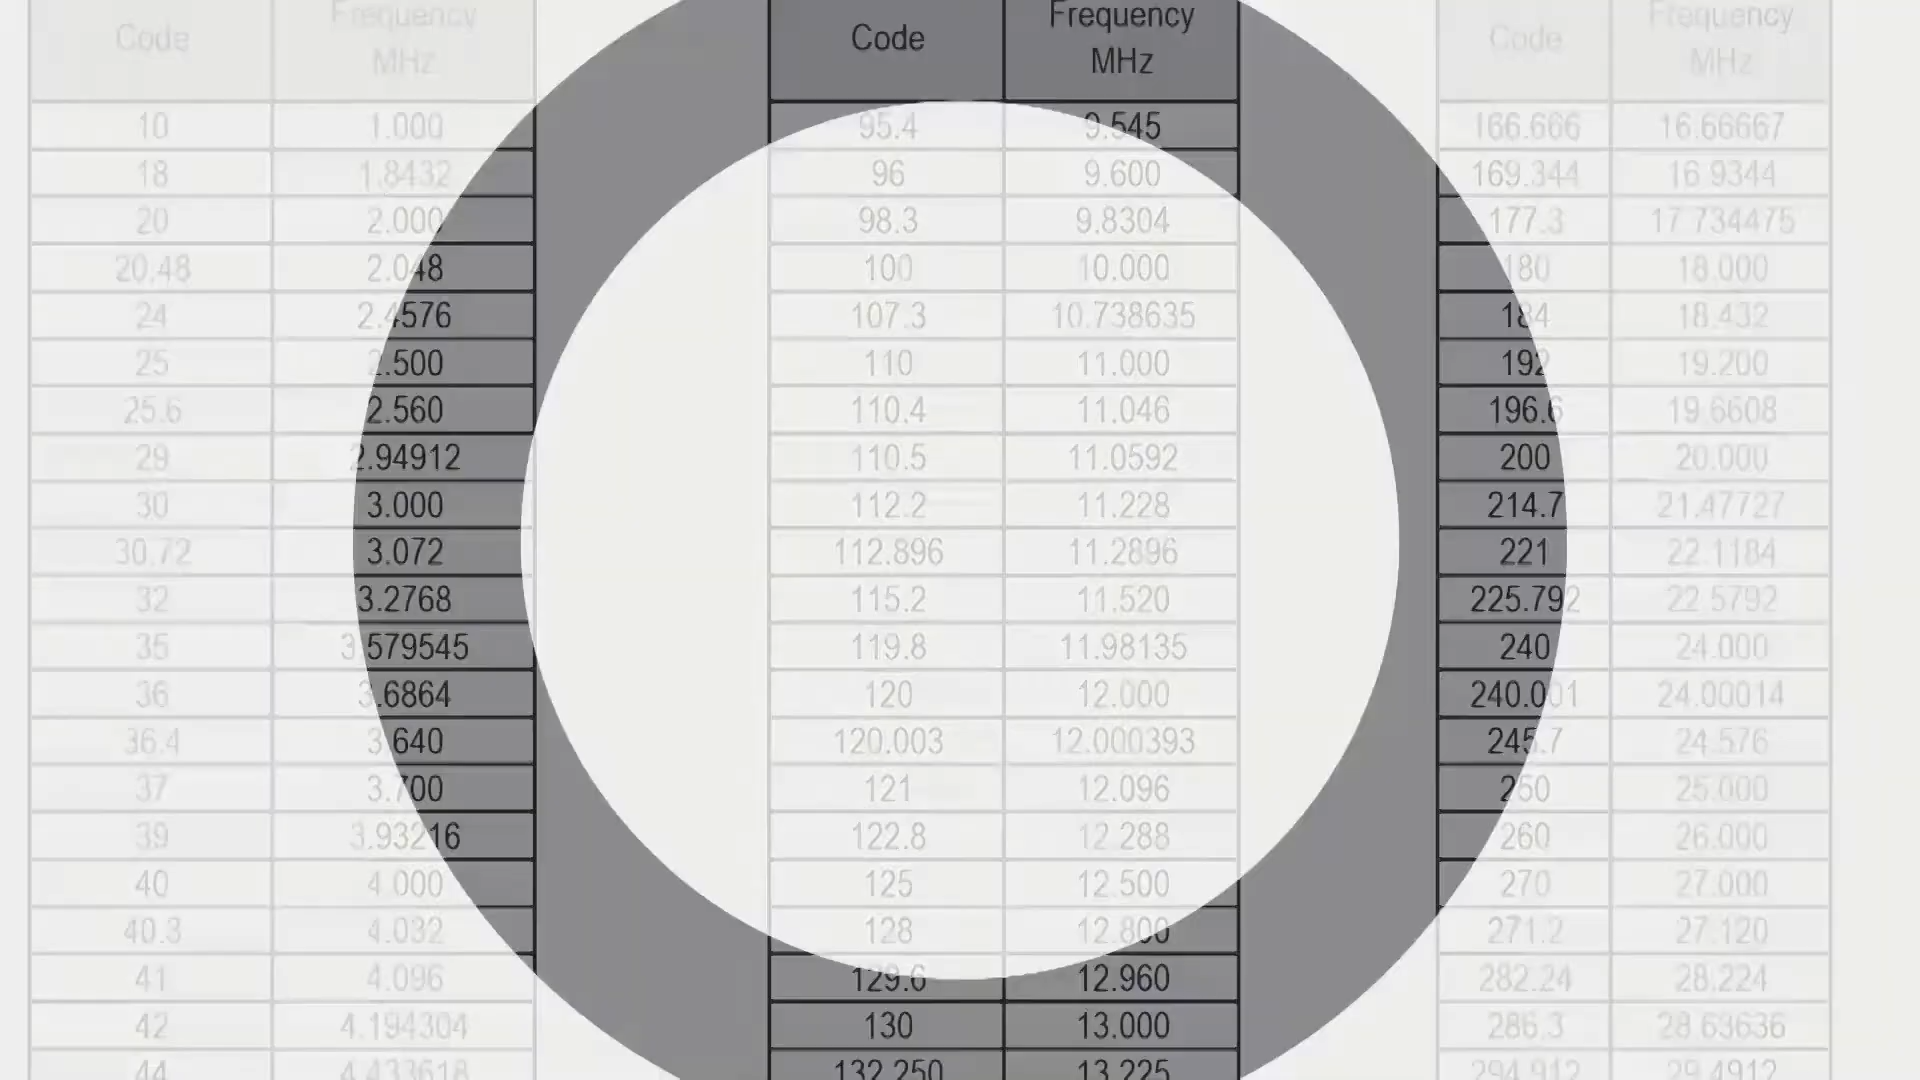 Code Frequency MHz Code Frequency MHz Code Frequency MHz
10 1.000 95.4 9.545 166.666 16.66667
18 1.8432 96 9.600 169.344 16.9344
20 2.000 98.3 9.8304 177.3 17.734475
20.48 2.048 100 10.000 180 18.000
24 2.4576 107.3 10.738635 184 18.432
25 2.500 110 11.000 192 19.200
25.6 2.560 110.4 11.046 196.6 19.6608
29 2.94912 110.5 11.0592 200 20.000
30 3.000 112.2 11.228 214.7 21.47727
30.72 3.072 112.896 11.2896 221 22.1184
32 3.2768 115.2 11.520 225.792 22.5792
35 3.579545 119.8 11.98135 240 24.000
36 3.6864 120 12.000 240.001 24.00014
36.4 3.640 120.003 12.000393 245.7 24.576
37 3.700 121 12.096 250 25.000
39 3.93216 122.8 12.288 260 26.000
40 4.000 125 12.500 270 27.000
40.3 4.032 128 12.800 271.2 27.120
41 4.096 129.6 12.960 282.24 28.224
42 4.194304 130 13.000 286.3 28.63636
44 4.433618 132.250 13.225 294.912 29.4912